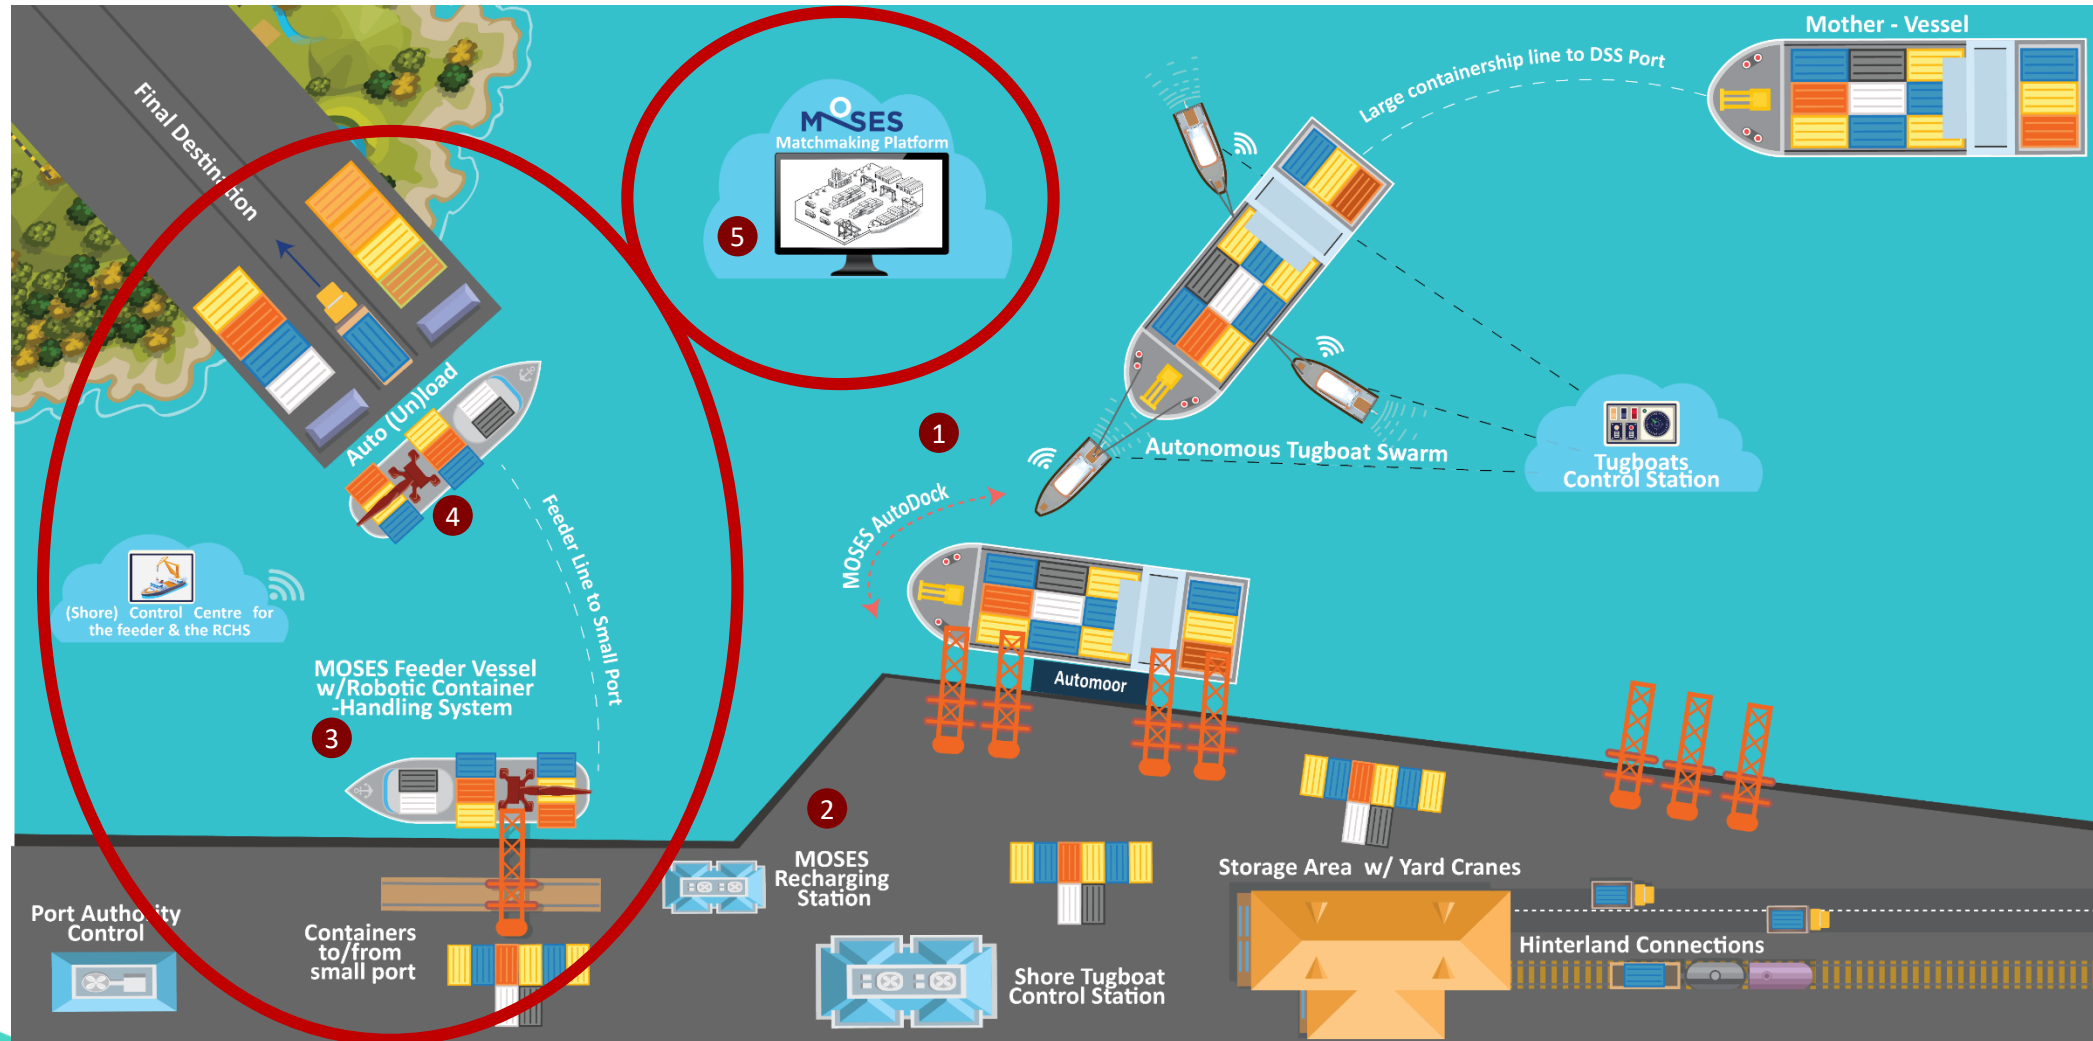 Mother - Vessel
Large containership line to DSS Port
Final Destination
MOSES
Matchmaking Platform
5
Auto (Un)load
4
1
Autonomous Tugboat Swarm
Tugboats
Control Station
MOSES AutoDock
Feeder Line to Small Port
(Shore) Control Centre for
the feeder & the RCHS
MOSES Feeder Vessel
w/Robotic Container
-Handling System
3
Automoor
2
MOSES
Recharging
Station
Storage Area w/ Yard Cranes
Port Authority
Control
Containers
to/from
small port
Shore Tugboat
Control Station
Hinterland Connections